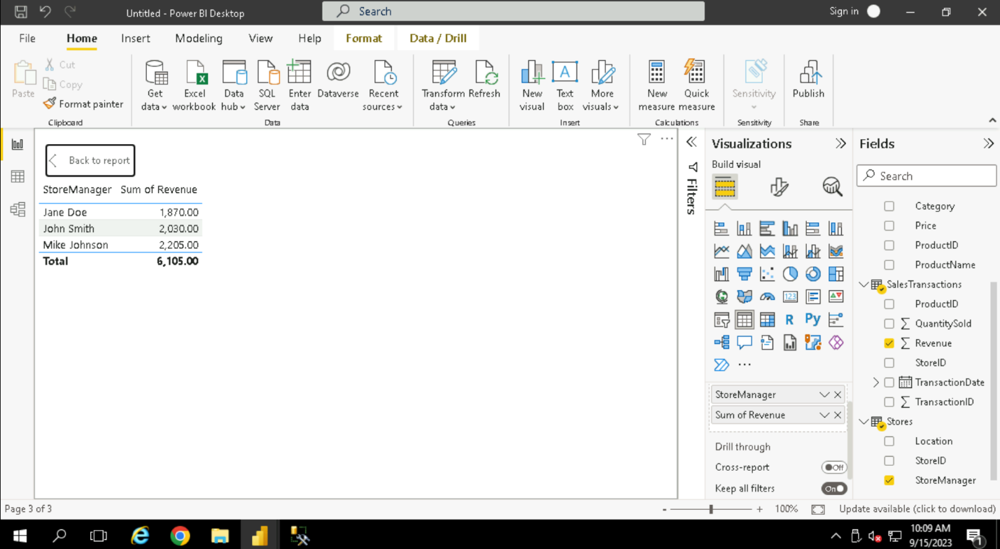 Untitled - Power BI Desktop
Search
Sign in
File Home Insert Modeling View Help Format Data / Drill
Paste
Cut
Copy
Format painter
Clipboard
Get data
Excel workbook
Data hub
SQL Server
Enter data
Dataverse
Recent sources
Data
Transform data
Refresh
Queries
New visual
Text box
More visuals
Insert
New measure
Quick measure
Calculations
Sensitivity
Sensitivity
Publish
Share
Back to report
StoreManager Sum of Revenue
Jane Doe 1,870.00
John Smith 2,030.00
Mike Johnson 2,205.00
Total 6,105.00
Filters
Visualizations
Build visual
123
R
Py
StoreManager
Sum of Revenue
Drill through
Cross-report Off
Keep all filters On
Fields
Search
Category
Price
ProductID
ProductName
SalesTransactions
ProductID
QuantitySold
Revenue
StoreID
TransactionDate
TransactionID
Stores
Location
StoreID
StoreManager
Page 3 of 3
- + 100%
Update available (click to download)
10:09 AM
9/15/2023
1